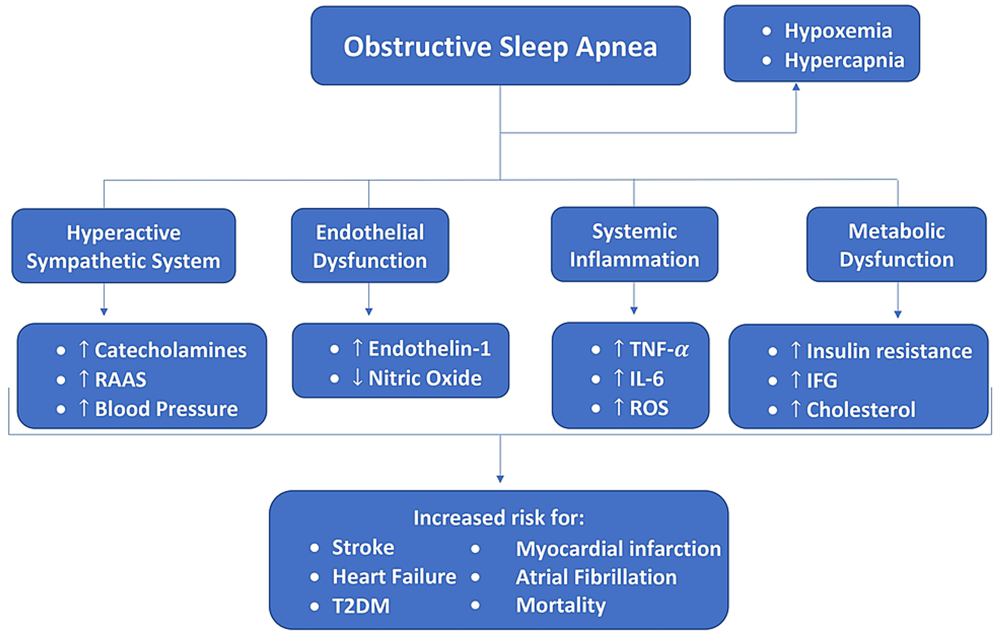 Obstructive Sleep Apnea
• Hypoxemia
• Hypercapnia
Hyperactive
Sympathetic System
Endothelial
Dysfunction
Systemic
Inflammation
Metabolic
Dysfunction
• ↑ Catecholamines
• ↑ RAAS
• ↑ Blood Pressure
• ↑ Endothelin-1
• ↓ Nitric Oxide
• ↑ TNF-α
• ↑ IL-6
• ↑ ROS
• ↑ Insulin resistance
• ↑ IFG
• ↑ Cholesterol
Increased risk for:
• Stroke
• Heart Failure
• T2DM
• Myocardial infarction
• Atrial Fibrillation
• Mortality